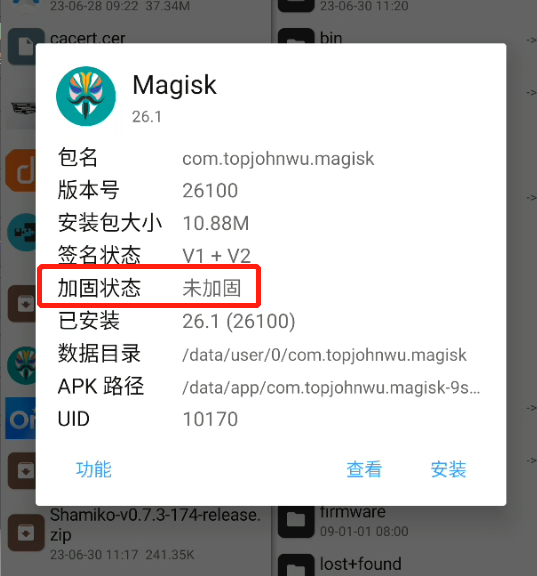 23-06-28 09:22 37.34M
23-06-30 11:20
cacert.cer
bin
Magisk
26.1
包名 com.topjohnwu.magisk
版本号 26100
安装包大小 10.88M
签名状态 V1 + V2
加固状态 未加固
已安装 26.1 (26100)
数据目录 /data/user/0/com.topjohnwu.magisk
APK 路径 /data/app/com.topjohnwu.magisk-9s...
UID 10170
功能 查看 安装
Shamiko-v0.7.3-174-release.
zip
23-06-30 11:17 241.35K
firmware
09-01-01 08:00
lost+found